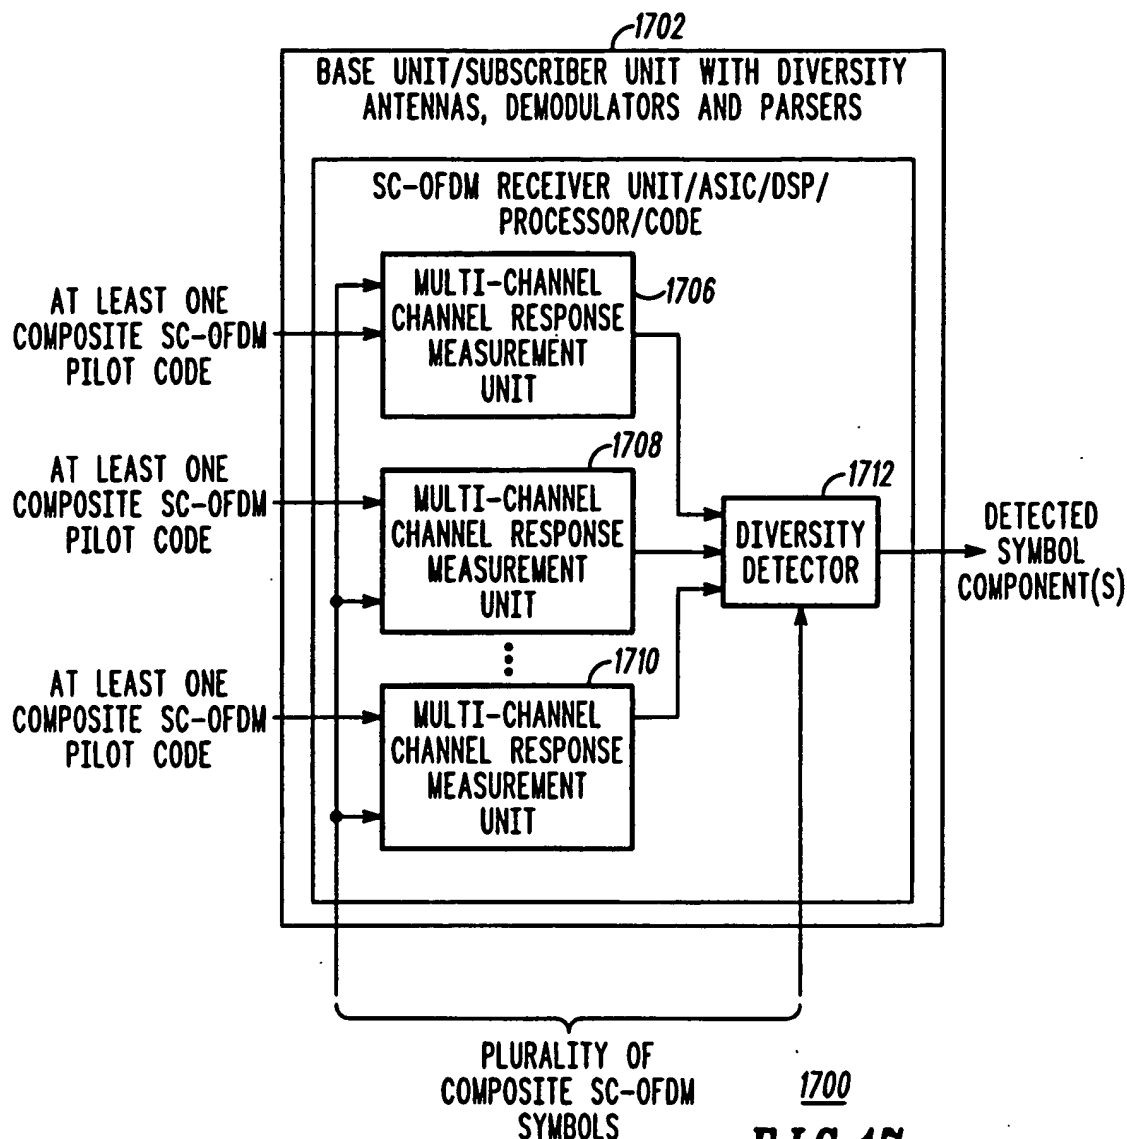 1702
BASE UNIT/SUBSCRIBER UNIT WITH DIVERSITY
ANTENNAS, DEMODULATORS AND PARSERS
SC-OFDM RECEIVER UNIT/ASIC/DSP/
PROCESSOR/CODE
AT LEAST ONE
COMPOSITE SC-OFDM
PILOT CODE
MULTI-CHANNEL
CHANNEL RESPONSE
MEASUREMENT
UNIT
1706
AT LEAST ONE
COMPOSITE SC-OFDM
PILOT CODE
1708
MULTI-CHANNEL
CHANNEL RESPONSE
MEASUREMENT
UNIT
1712
DIVERSITY
DETECTOR
DETECTED
SYMBOL
COMPONENT(S)
AT LEAST ONE
COMPOSITE SC-OFDM
PILOT CODE
1710
MULTI-CHANNEL
CHANNEL RESPONSE
MEASUREMENT
UNIT
PLURALITY OF
COMPOSITE SC-OFDM
SYMBOLS
1700